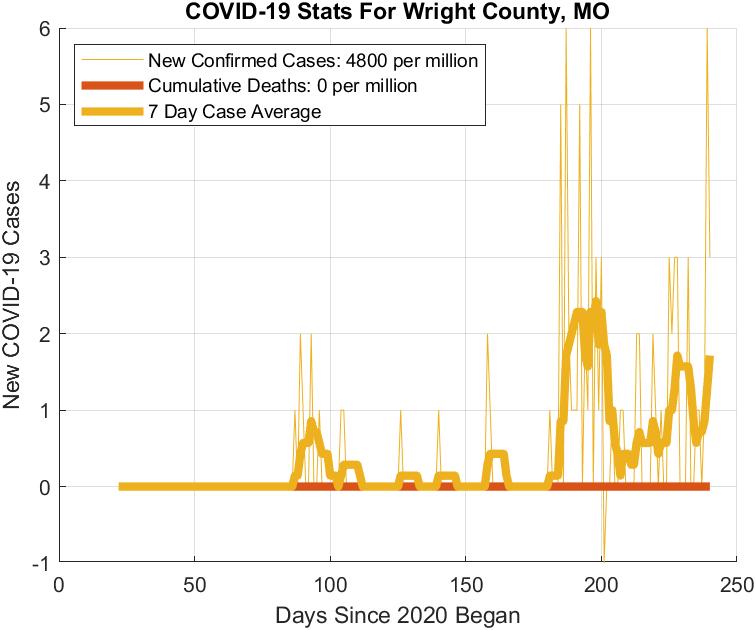 COVID-19 Stats For Wright County, MO
New Confirmed Cases: 4800 per million
Cumulative Deaths: 0 per million
7 Day Case Average
New COVID-19 Cases
6
5
4
3
2
1
0
-1
0 50 100 150 200 250
Days Since 2020 Began